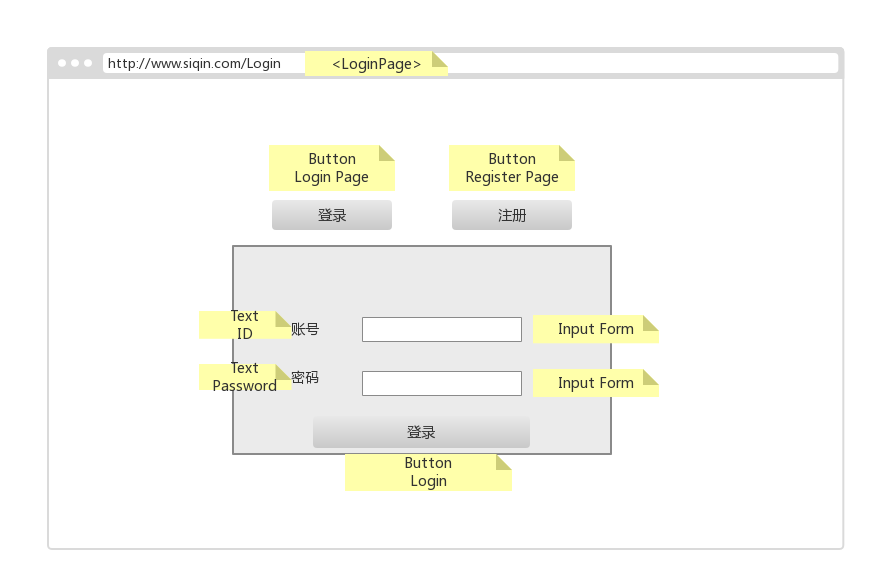 http://www.siqin.com/Login
<LoginPage>
Button
Login Page
Button
Register Page
登录
注册
Text
ID
账号
Input Form
Text
Password
密码
Input Form
登录
Button
Login